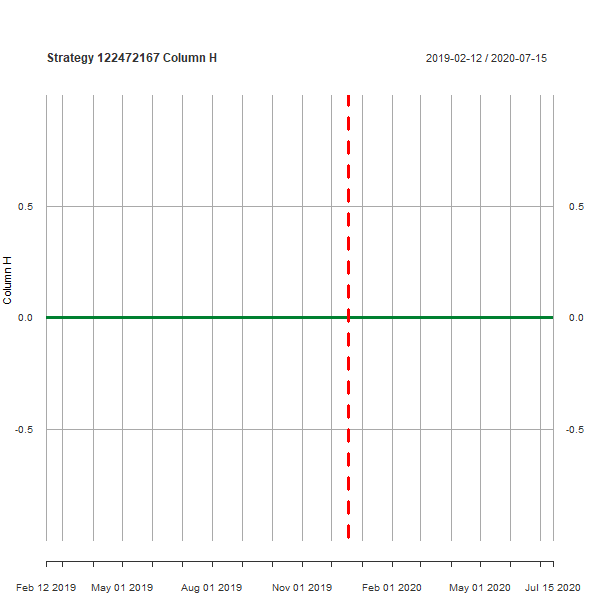 Strategy 122472167 Column H
2019-02-12 / 2020-07-15
0.5
0.5
Column H
0.0
0.0
-0.5
-0.5
Feb 12 2019
May 01 2019
Aug 01 2019
Nov 01 2019
Feb 01 2020
May 01 2020
Jul 15 2020